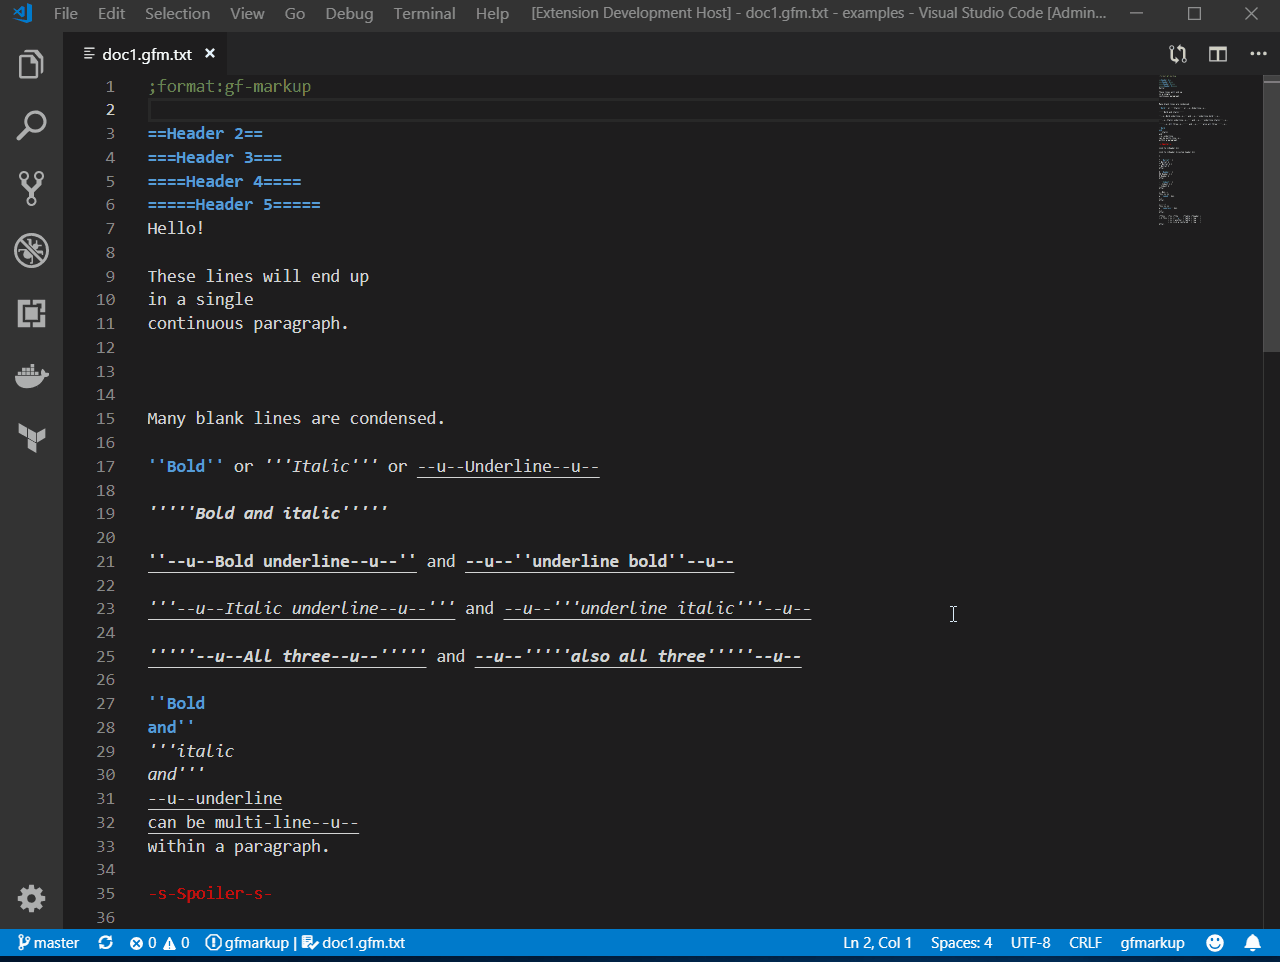 File Edit Selection View Go Debug Terminal Help [Extension Development Host] - doc1.gfm.txt - examples - Visual Studio Code [Admin...
doc1.gfm.txt ×
1 ;format:gf-markup
2
3 ==Header 2==
4 ===Header 3===
5 ====Header 4====
6 =====Header 5=====
7 Hello!
8
9 These lines will end up
10 in a single
11 continuous paragraph.
12
13
14
15 Many blank lines are condensed.
16
17 ''Bold'' or '''Italic''' or --u--Underline--u--
18
19 '''''Bold and italic'''''
20
21 ''--u--Bold underline--u--'' and --u--''underline bold''--u--
22
23 '''--u--Italic underline--u--''' and --u--'''underline italic'''--u--
24
25 '''''--u--All three--u--''''' and --u--'''''also all three'''''--u--
26
27 ''Bold
28 and''
29 '''italic
30 and'''
31 --u--underline
32 can be multi-line--u--
33 within a paragraph.
34
35 -s-Spoiler-s-
36
master 0 0 gfmarkup | doc1.gfm.txt Ln 2, Col 1 Spaces: 4 UTF-8 CRLF gfmarkup